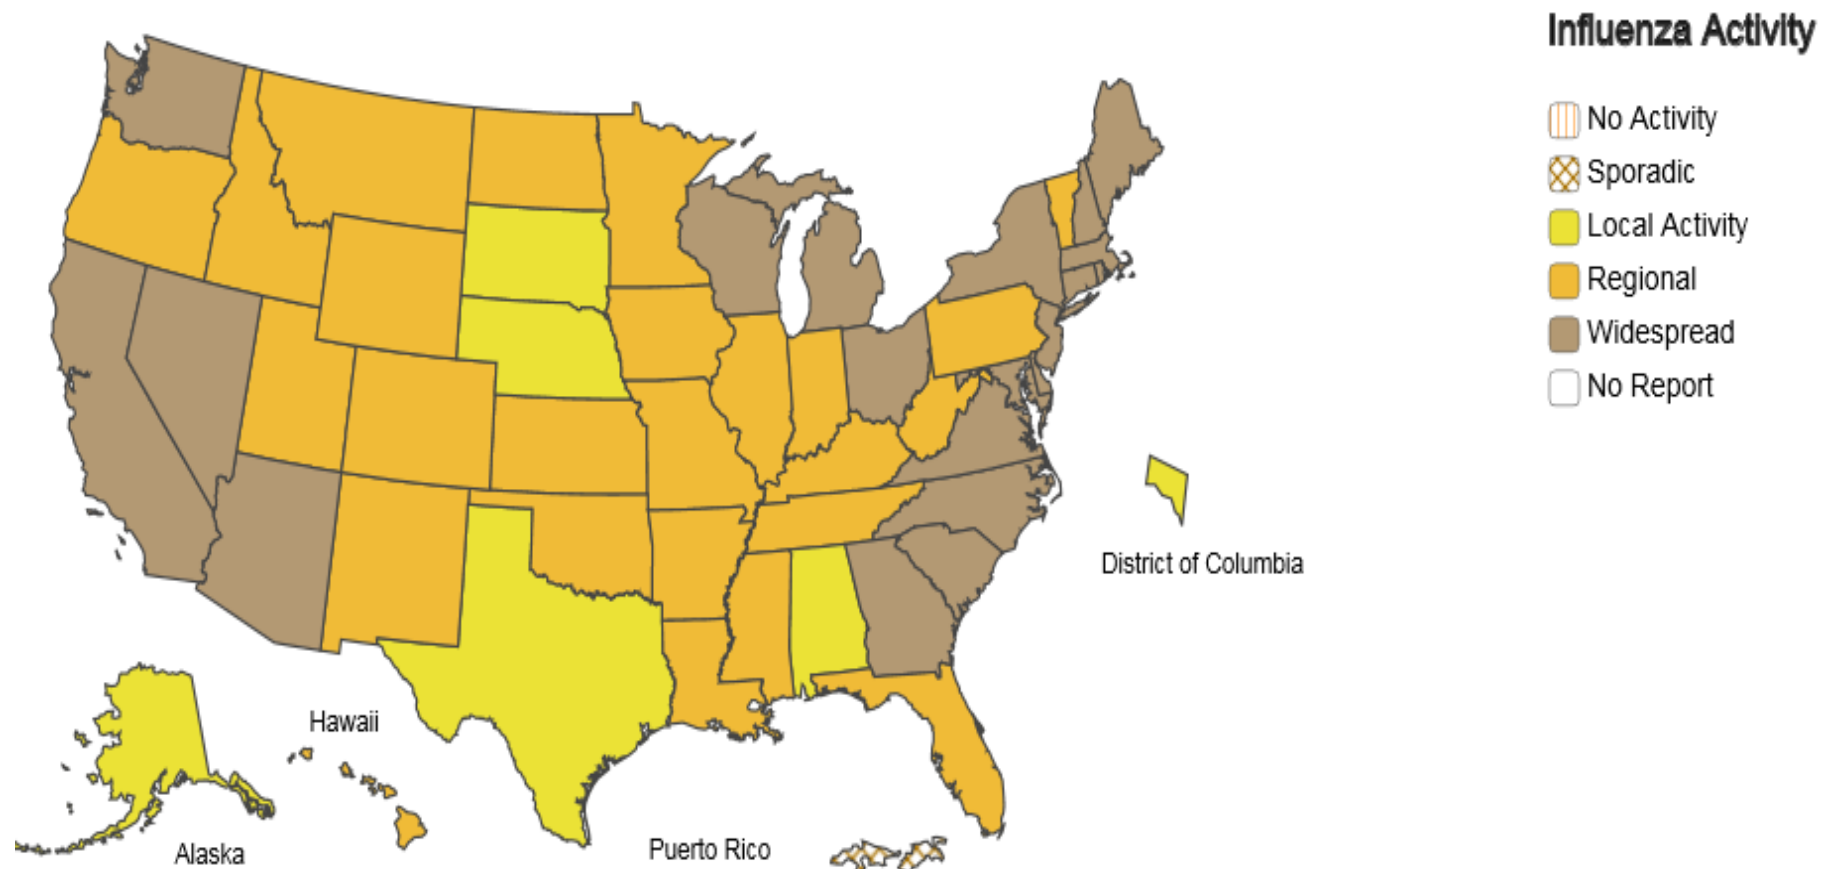 Influenza Activity
No Activity
Sporadic
Local Activity
Regional
Widespread
No Report
District of Columbia
Hawaii
Alaska
Puerto Rico